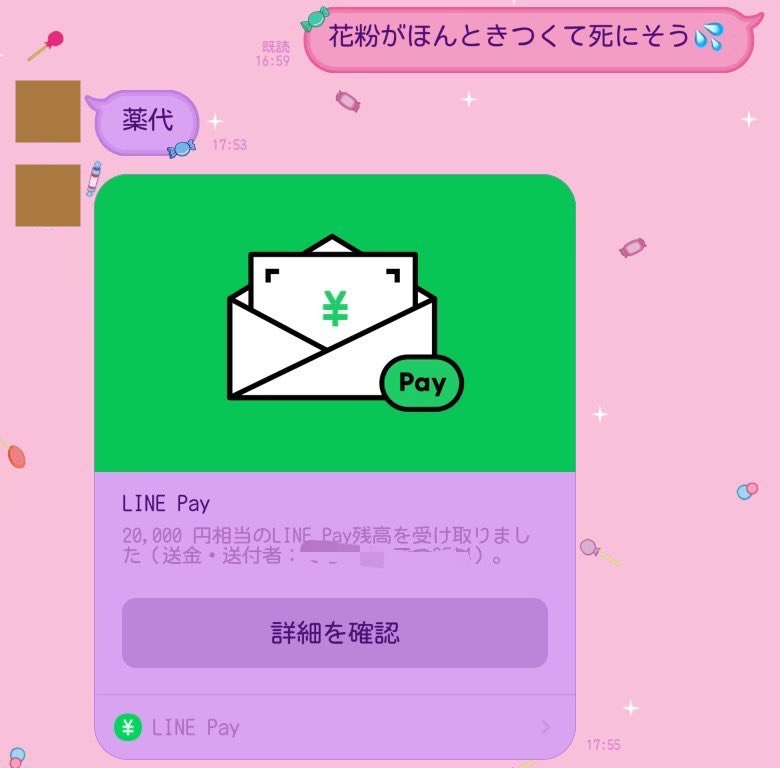 花粉がほんときつくて死にそう💦
既読
16:59
薬代
17:53
¥
Pay
LINE Pay
20,000 円相当のLINE Pay残高を受け取りまし
た（送金・送付者：）。
詳細を確認
¥ LINE Pay
17:55